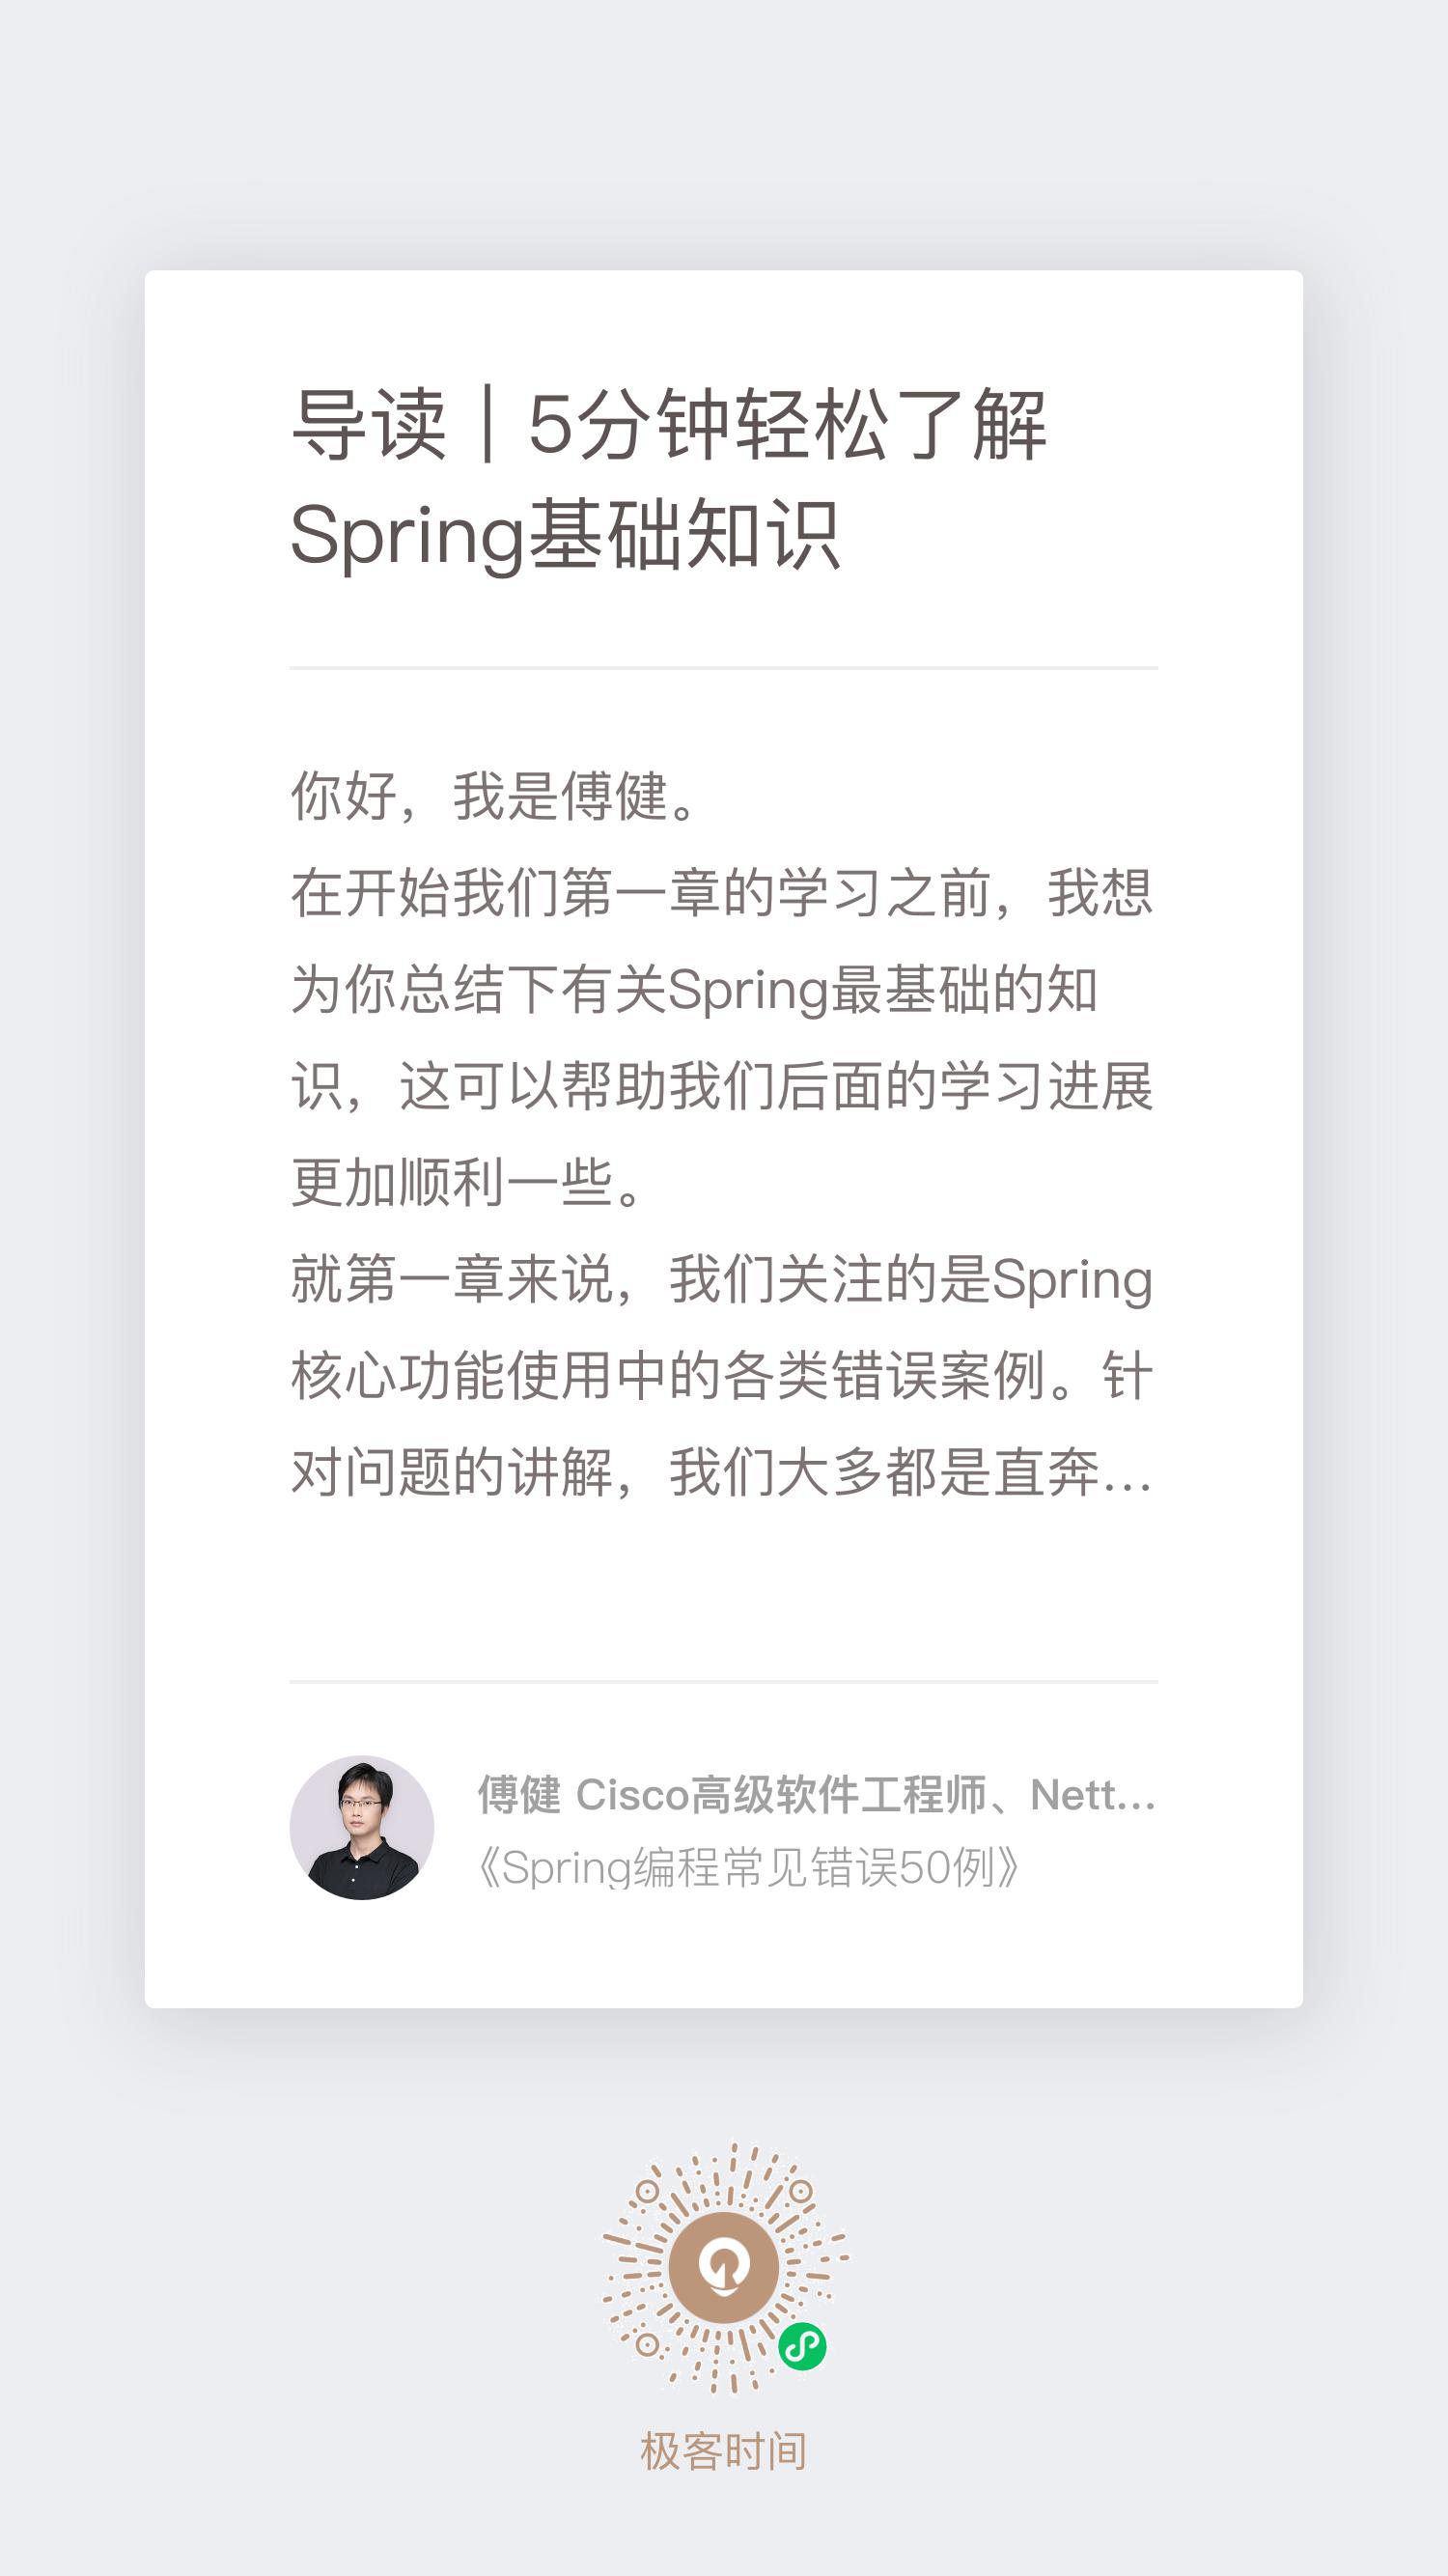 导读｜5分钟轻松了解
Spring基础知识
你好，我是傅健。
在开始我们第一章的学习之前，我想
为你总结下有关Spring最基础的知
识，这可以帮助我们后面的学习进展
更加顺利一些。
就第一章来说，我们关注的是Spring
核心功能使用中的各类错误案例。针
对问题的讲解，我们大多都是直奔...
傅健 Cisco高级软件工程师、Nett...
《Spring编程常见错误50例》
极客时间